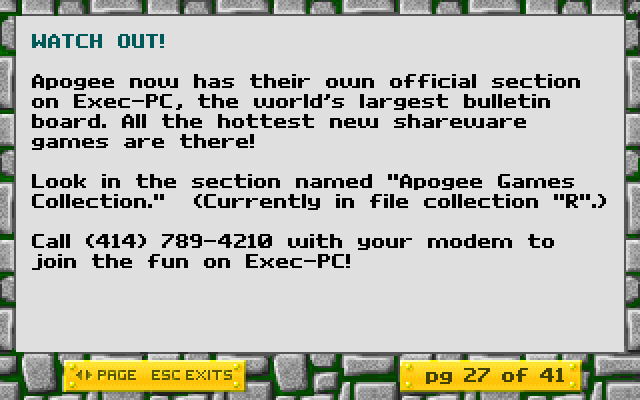 WATCH OUT!
Apogee now has their own official section
on Exec-PC, the world's largest bulletin
board. All the hottest new shareware
games are there!
Look in the section named "Apogee Games
Collection."  (Currently in file collection "R".)
Call (414) 789-4210 with your modem to
join the fun on Exec-PC!
PAGE ESC EXITS
pg 27 of 41